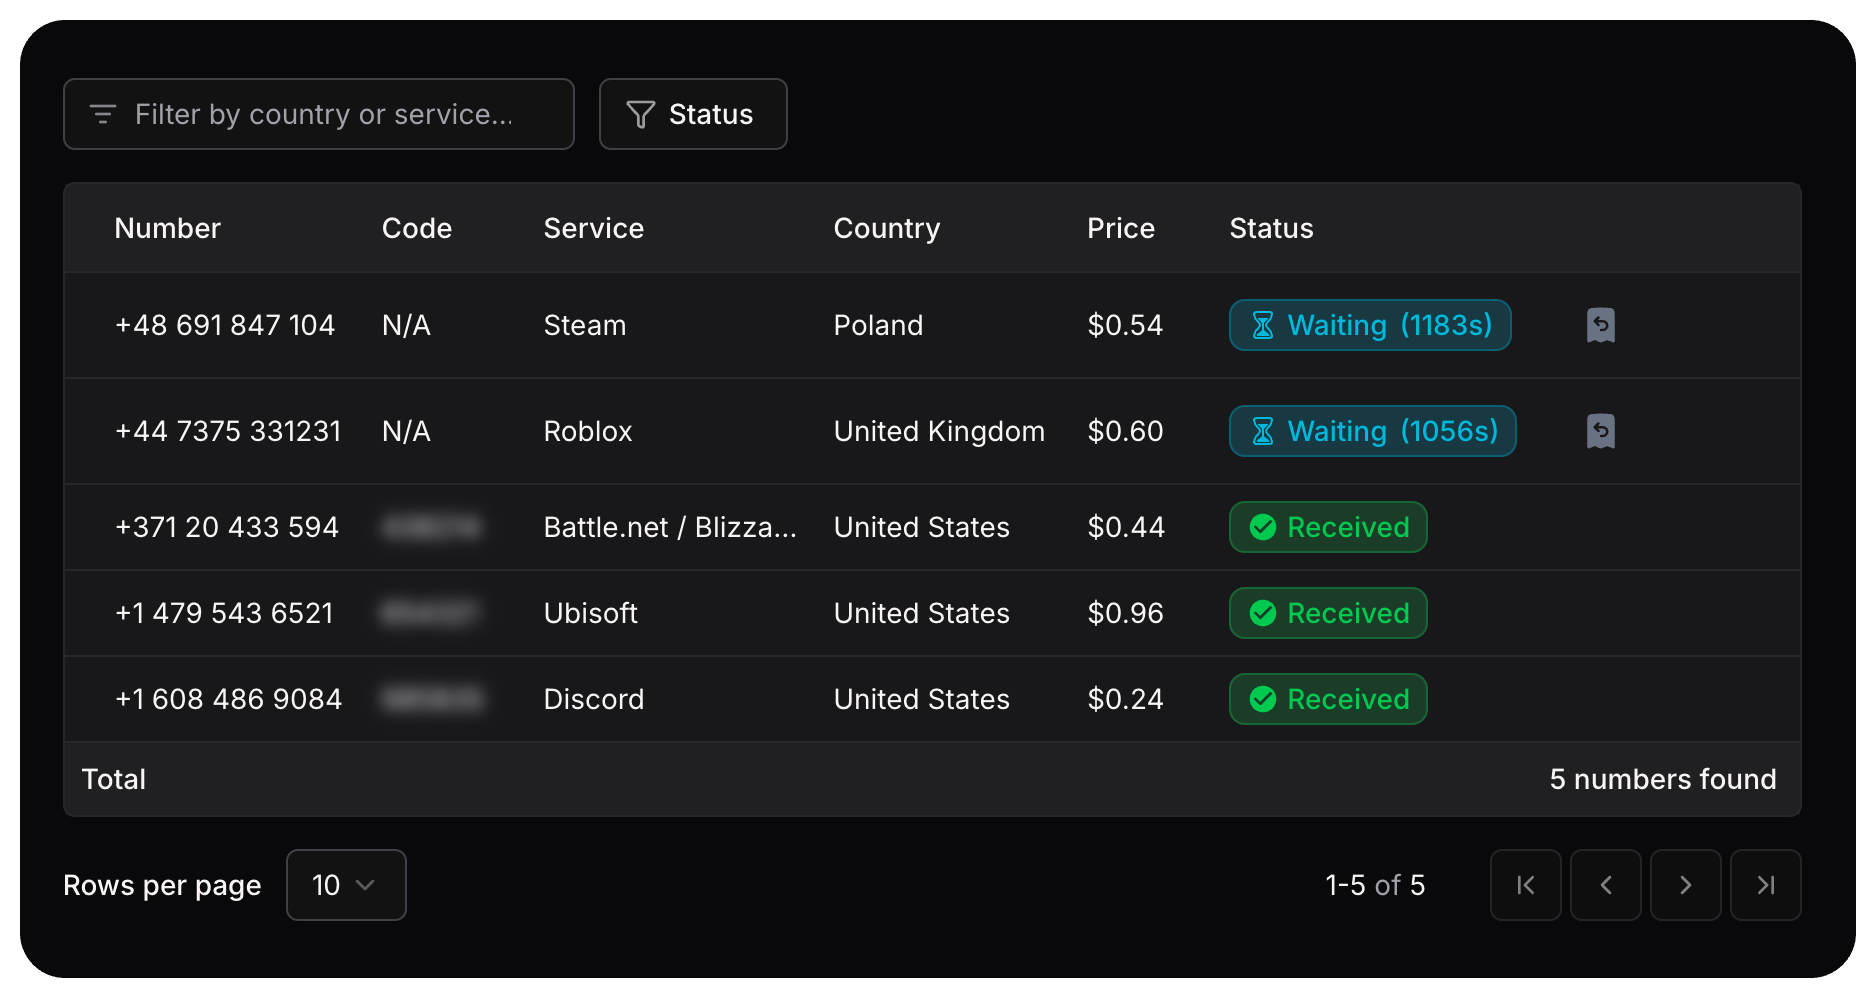 Filter by country or service...
Status
Number Code Service Country Price Status
+48 691 847 104 N/A Steam Poland $0.54 Waiting (1183s)
+44 7375 331231 N/A Roblox United Kingdom $0.60 Waiting (1056s)
+371 20 433 594 Battle.net / Blizza... United States $0.44 Received
+1 479 543 6521 Ubisoft United States $0.96 Received
+1 608 486 9084 Discord United States $0.24 Received
Total 5 numbers found
Rows per page 10 1-5 of 5